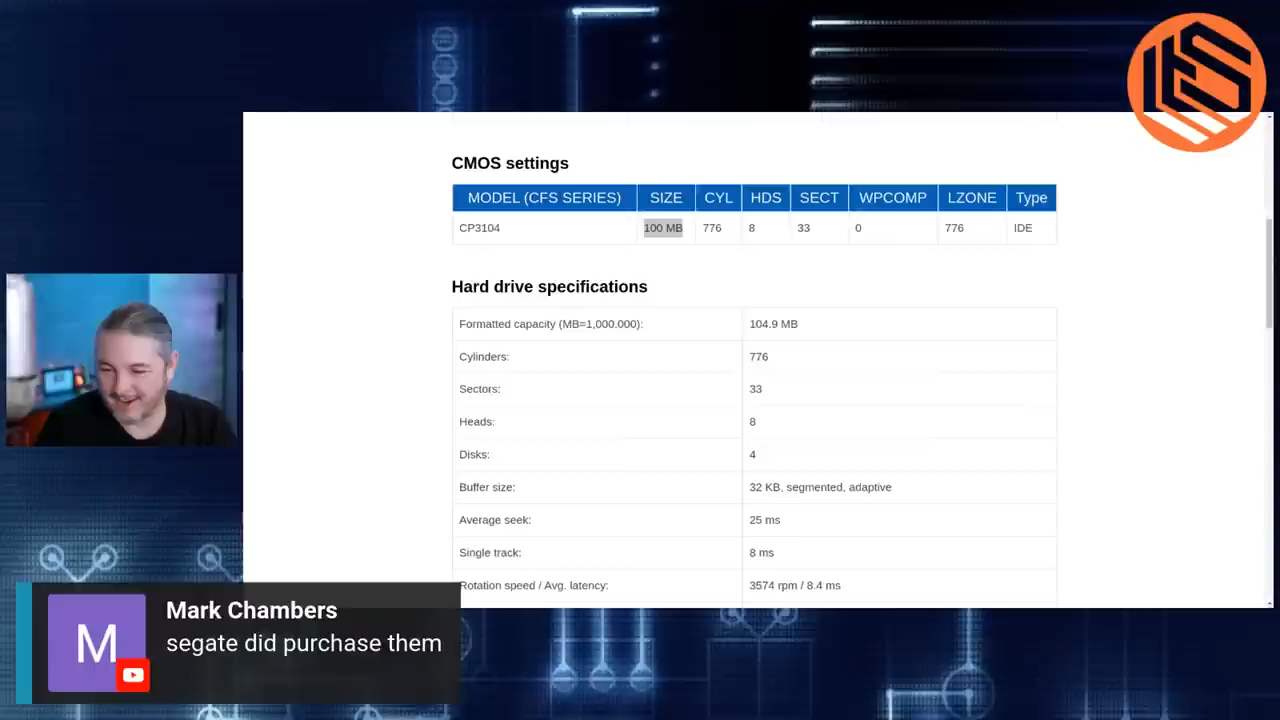 CMOS settings
MODEL (CFS SERIES) SIZE CYL HDS SECT WPCOMP LZONE Type
CP3104 100 MB 776 8 33 0 776 IDE
Hard drive specifications
Formatted capacity (MB=1,000.000): 104.9 MB
Cylinders: 776
Sectors: 33
Heads: 8
Disks: 4
Buffer size: 32 KB, segmented, adaptive
Average seek: 25 ms
Single track: 8 ms
Rotation speed / Avg. latency: 3574 rpm / 8.4 ms
M
Mark Chambers
segate did purchase them